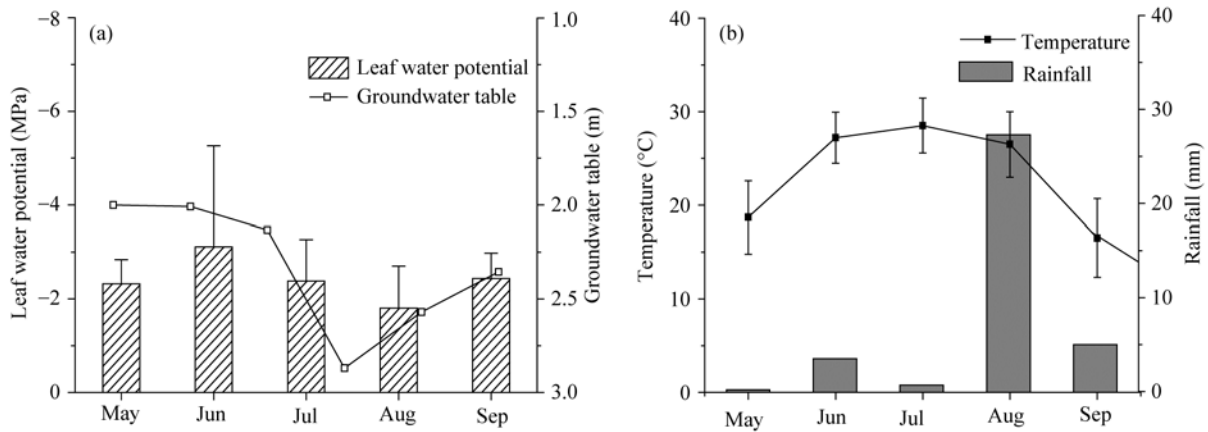 (a)
Leaf water potential
Groundwater table
Leaf water potential (MPa)
−8
−6
−4
−2
0
Groundwater table (m)
1.0
1.5
2.0
2.5
3.0
May Jun Jul Aug Sep
(b)
Temperature
Rainfall
Temperature (°C)
40
30
20
10
0
Rainfall (mm)
40
30
20
10
0
May Jun Jul Aug Sep